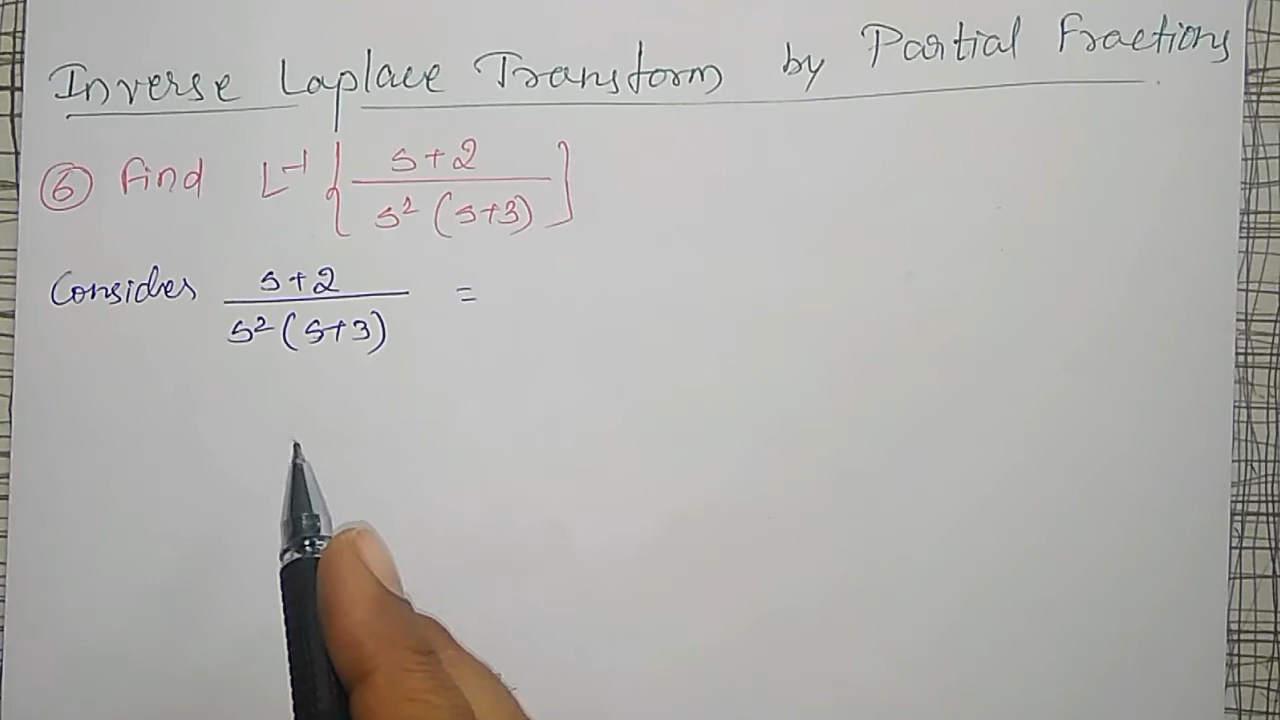 Inverse Laplace Transform by Partial Fractions
⑥ Find L⁻¹ { s+2 / s² (s+3) }
Consider s+2 / s² (s+3) =